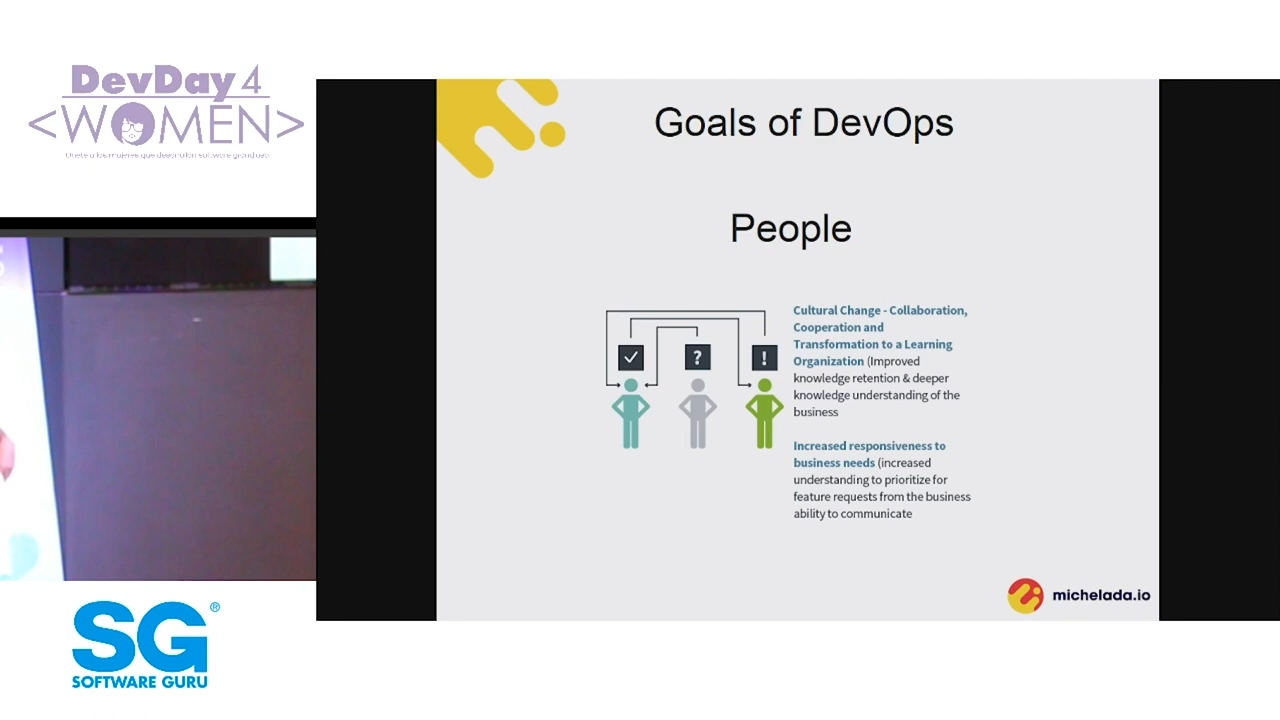 DevDay4
<WOMEN>
Goals of DevOps
People
✓ ? !
Cultural Change - Collaboration,
Cooperation and
Transformation to a Learning
Organization (Improved
knowledge retention & deeper
knowledge understanding of the
business
Increased responsiveness to
business needs (increased
understanding to prioritize for
feature requests from the business
ability to communicate
michelada.io
SG®
SOFTWARE GURU